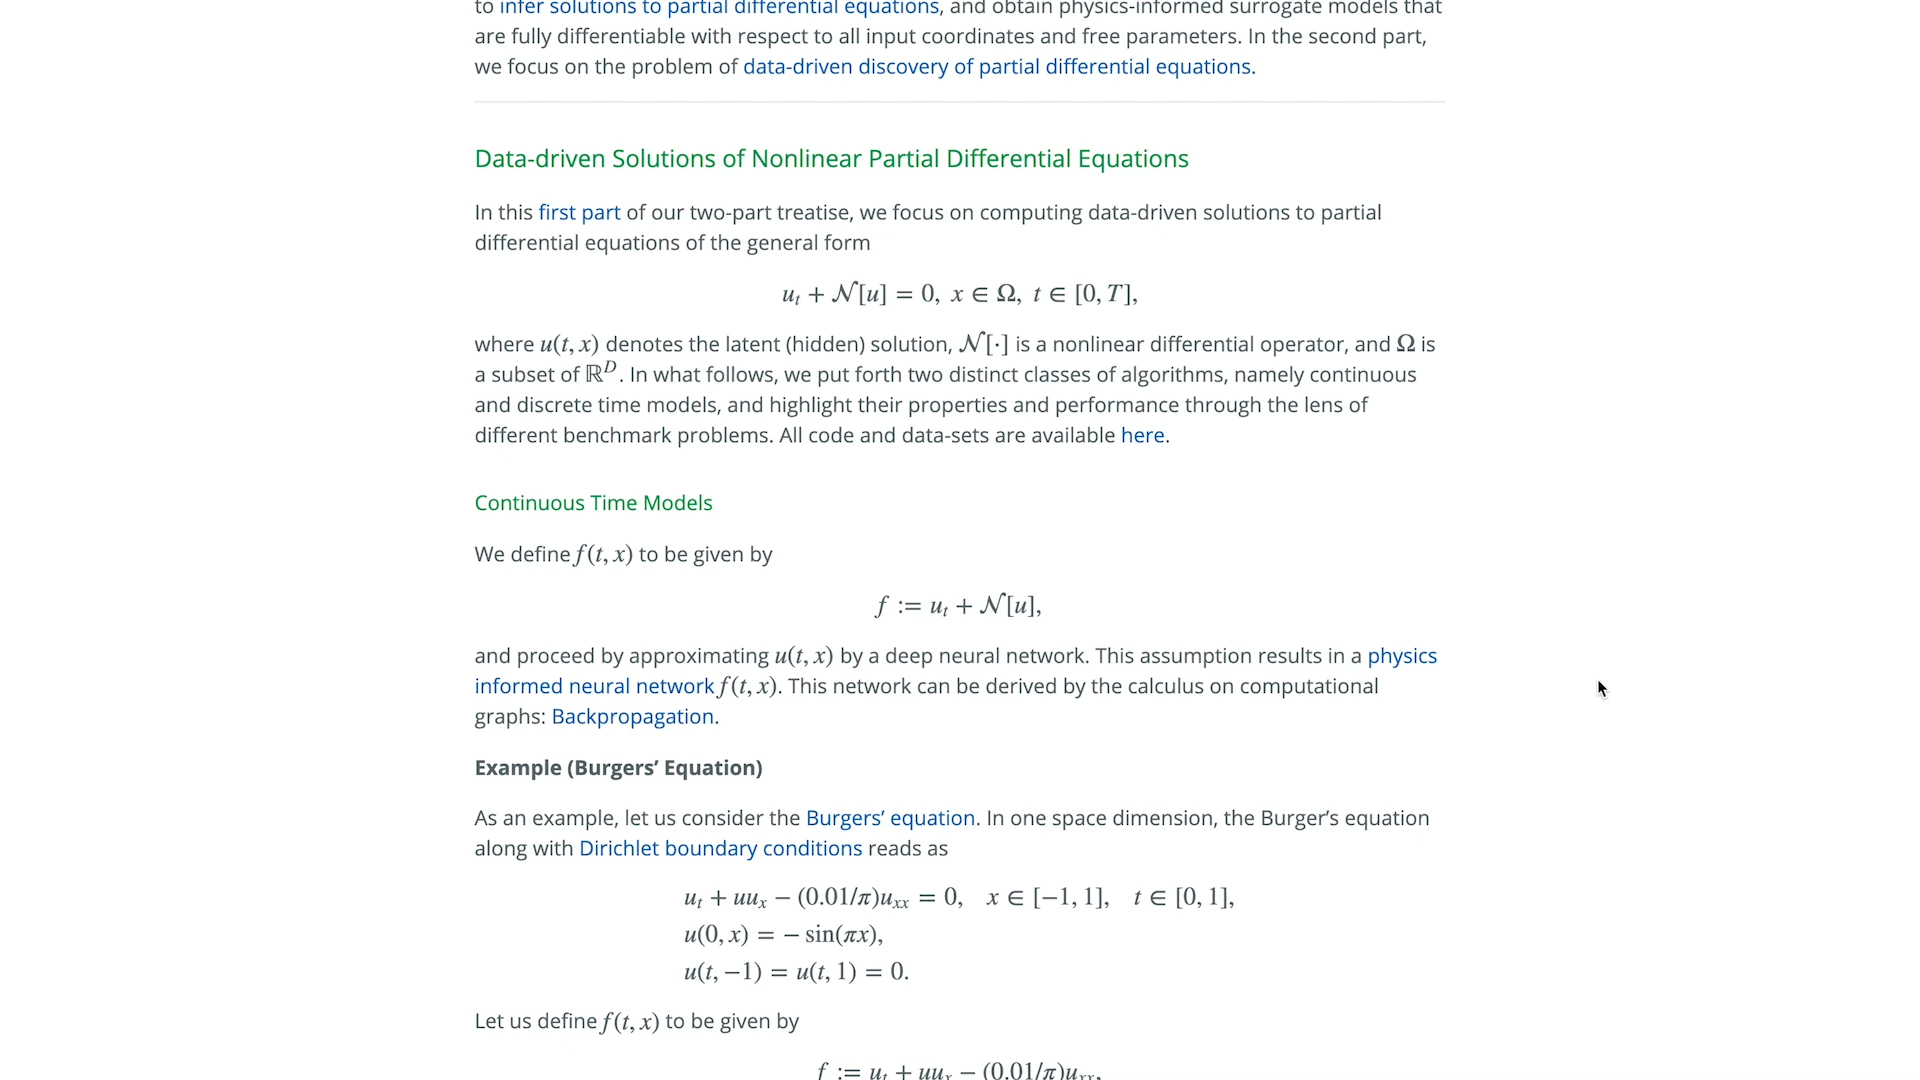 to infer solutions to partial differential equations, and obtain physics-informed surrogate models that
are fully differentiable with respect to all input coordinates and free parameters. In the second part,
we focus on the problem of data-driven discovery of partial differential equations.
Data-driven Solutions of Nonlinear Partial Differential Equations
In this first part of our two-part treatise, we focus on computing data-driven solutions to partial
differential equations of the general form
uₜ + 𝒩[u] = 0, x ∈ Ω, t ∈ [0, T],
where u(t, x) denotes the latent (hidden) solution, 𝒩[·] is a nonlinear differential operator, and Ω is
a subset of ℝᴰ. In what follows, we put forth two distinct classes of algorithms, namely continuous
and discrete time models, and highlight their properties and performance through the lens of
different benchmark problems. All code and data-sets are available here.
Continuous Time Models
We define f(t, x) to be given by
f := uₜ + 𝒩[u],
and proceed by approximating u(t, x) by a deep neural network. This assumption results in a physics
informed neural network f(t, x). This network can be derived by the calculus on computational
graphs: Backpropagation.
Example (Burgers’ Equation)
As an example, let us consider the Burgers’ equation. In one space dimension, the Burger’s equation
along with Dirichlet boundary conditions reads as
uₜ + uuₓ − (0.01/π)uₓₓ = 0, x ∈ [−1, 1], t ∈ [0, 1],
u(0, x) = − sin(πx),
u(t, −1) = u(t, 1) = 0.
Let us define f(t, x) to be given by
f := uₜ + uuₓ − (0.01/π)uₓₓ,